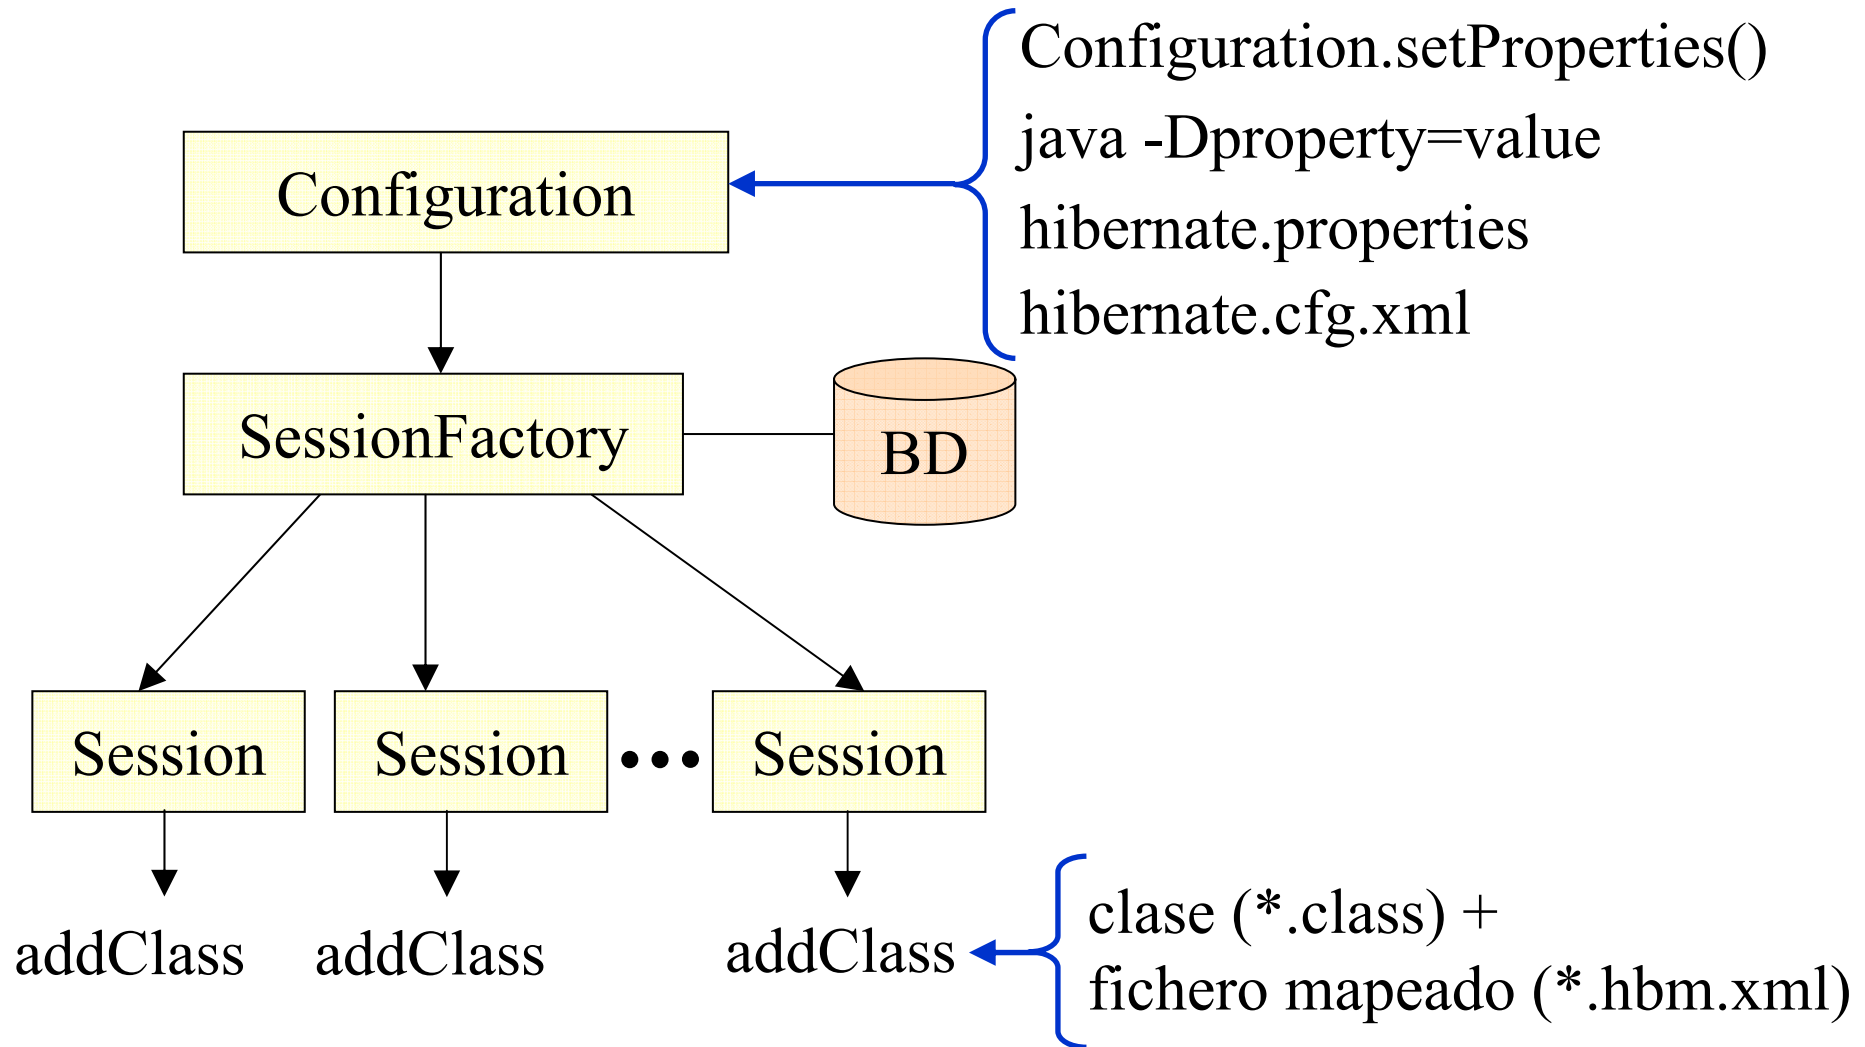 Configuration.setProperties()
java -Dproperty=value
Configuration
hibernate.properties
hibernate.cfg.xml
SessionFactory
BD
Session
Session
Session
addClass
addClass
addClass
clase (*.class) +
fichero mapeado (*.hbm.xml)